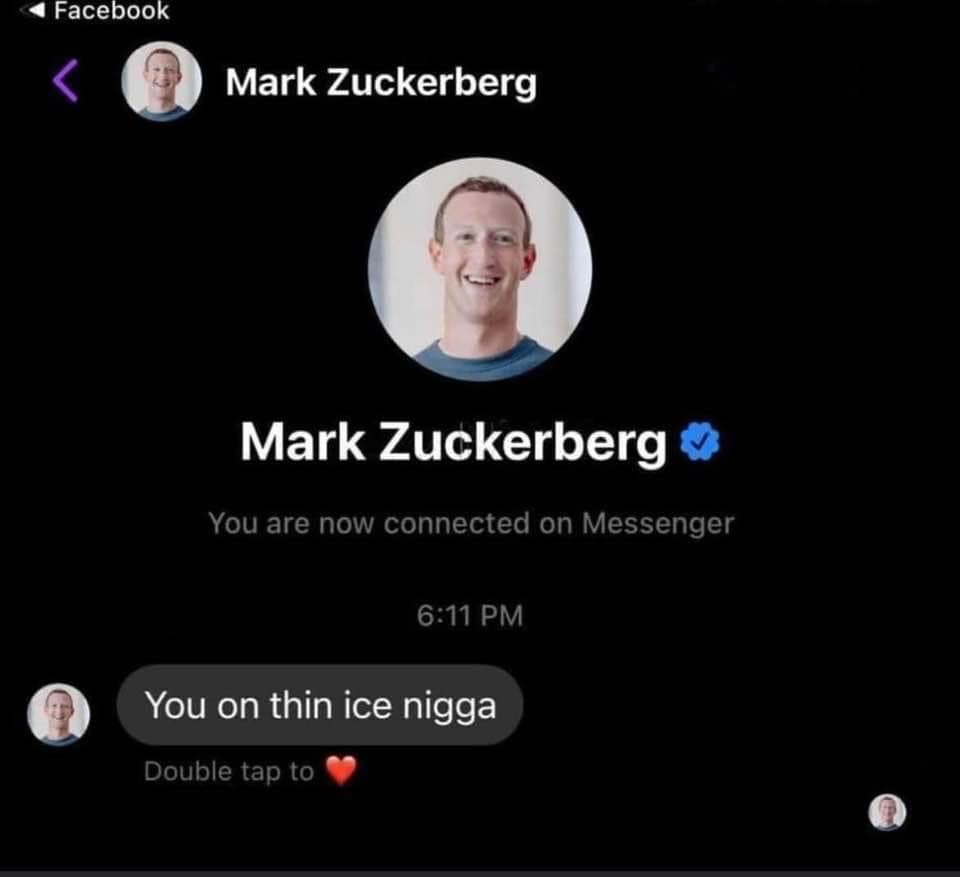 Facebook
Mark Zuckerberg
Mark Zuckerberg
You are now connected on Messenger
6:11 PM
You on thin ice nigga
Double tap to ❤️